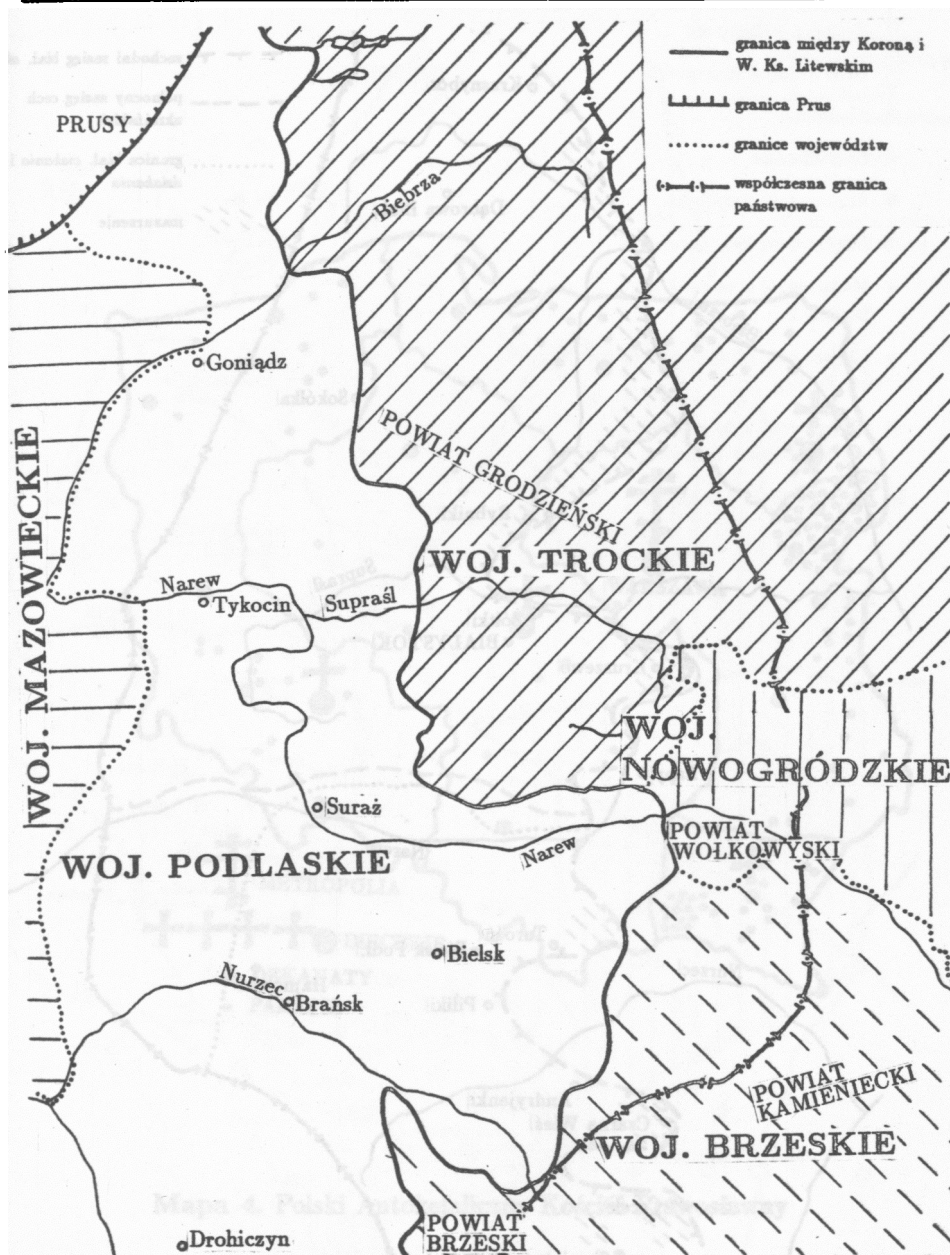 granica między Koroną i
W. Ks. Litewskim
granica Prus
granice województw
współczesna granica
państwowa
PRUSY
Biebrza
Goniądz
POWIAT GRODZIEŃSKI
WOJ. MAZOWIECKIE
WOJ. TROCKIE
Narew
Tykocin
Supraśl
WOJ.
NOWOGRÓDZKIE
Suraż
POWIAT
WOŁKOWYSKI
Narew
WOJ. PODLASKIE
Bielsk
Nurzec
Brańsk
POWIAT
KAMIENIECKI
WOJ. BRZESKIE
POWIAT
BRZESKI
Drohiczyn